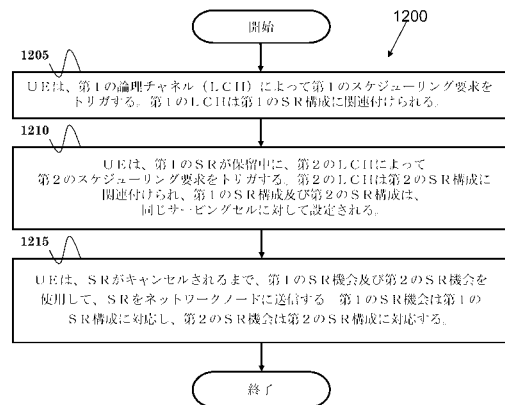 1200
開始
1205
UEは、第1の論理チャネル（LCH）によって第1のスケジューリング要求を
トリガする。第1のLCHは第1のSR構成に関連付けられる。
1210
UEは、第1のSRが保留中に、第2のLCHによって
第2のスケジューリング要求をトリガする。第2のLCHは第2のSR構成に
関連付けられ、第1のSR構成及び第2のSR構成は、
同じサービングセルに対して設定される。
1215
UEは、SRがキャンセルされるまで、第1のSR機会及び第2のSR機会を
使用して、SRをネットワークノードに送信する 第1のSR機会は第1の
SR構成に対応し、第2のSR機会は第2のSR構成に対応する。
終了